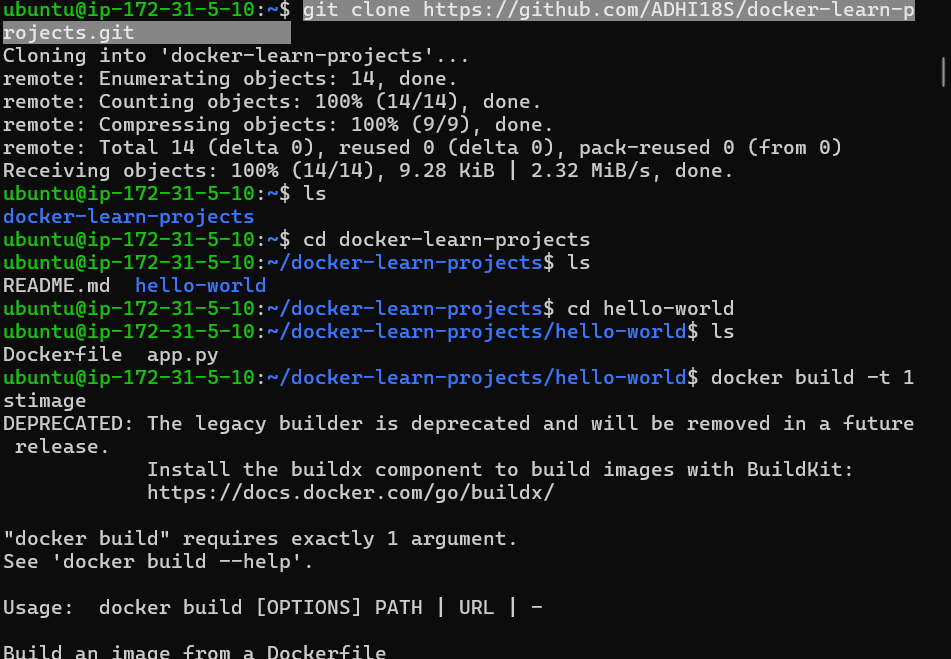 ubuntu@ip-172-31-5-10:~$ git clone https://github.com/ADHI18S/docker-learn-p
rojects.git
Cloning into 'docker-learn-projects'...
remote: Enumerating objects: 14, done.
remote: Counting objects: 100% (14/14), done.
remote: Compressing objects: 100% (9/9), done.
remote: Total 14 (delta 0), reused 0 (delta 0), pack-reused 0 (from 0)
Receiving objects: 100% (14/14), 9.28 KiB | 2.32 MiB/s, done.
ubuntu@ip-172-31-5-10:~$ ls
docker-learn-projects
ubuntu@ip-172-31-5-10:~$ cd docker-learn-projects
ubuntu@ip-172-31-5-10:~/docker-learn-projects$ ls
README.md  hello-world
ubuntu@ip-172-31-5-10:~/docker-learn-projects$ cd hello-world
ubuntu@ip-172-31-5-10:~/docker-learn-projects/hello-world$ ls
Dockerfile  app.py
ubuntu@ip-172-31-5-10:~/docker-learn-projects/hello-world$ docker build -t 1
stimage
DEPRECATED: The legacy builder is deprecated and will be removed in a future
 release.
            Install the buildx component to build images with BuildKit:
            https://docs.docker.com/go/buildx/

"docker build" requires exactly 1 argument.
See 'docker build --help'.

Usage:  docker build [OPTIONS] PATH | URL | -

Build an image from a Dockerfile